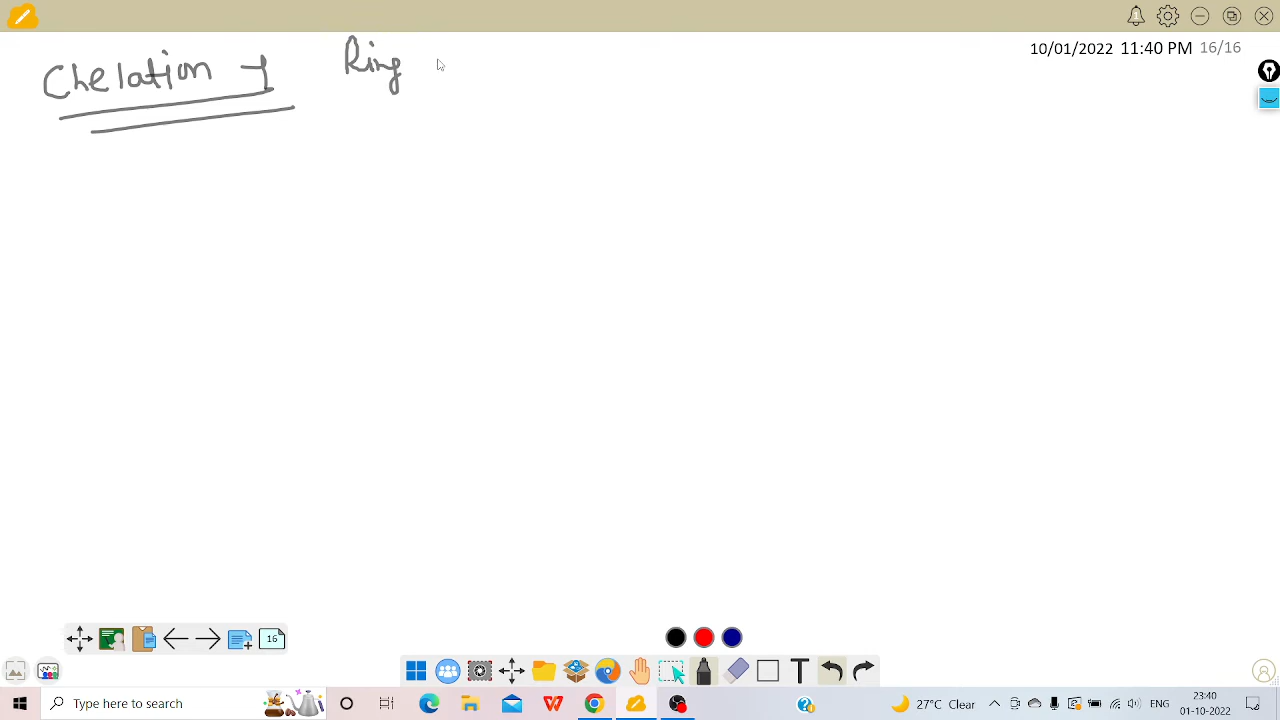 10/01/2022 11:40 PM 16/16
Chelation → Ring
16
Type here to search
27°C Clear
ENG
23:40
01-10-2022